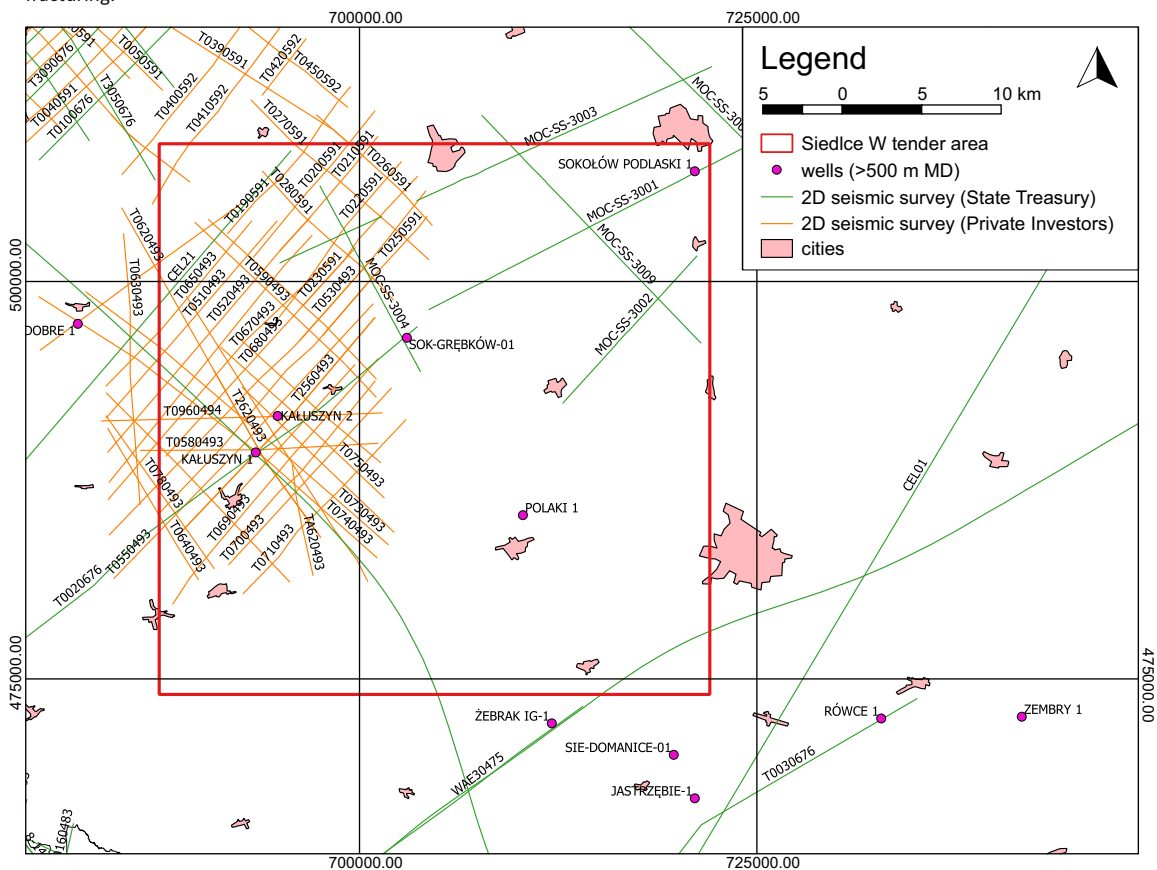 700000.00
725000.00
500000.00
475000.00
475000.00
700000.00
725000.00
Legend
5 0 5 10 km
Siedlce W tender area
wells (>500 m MD)
2D seismic survey (State Treasury)
2D seismic survey (Private Investors)
cities
T3090676
T0050591
T0040591
T0100676
T3050676
T0390591
T0420592
T0450592
T0400592
T0410592
T0270591
T0200591
T0210591
T0260591
T0280591
T0220591
T0190591
T0250591
MOC-SS-3003
SOKOŁÓW PODLASKI 1
MOC-SS-3001
MOC-SS-3009
MOC-SS-3002
MOC-SS-3004
T0620493
T0630493
CEL21
T0650493
T0510493
T0520493
T0590493
T0230591
T0530493
T0670493
T0680493
DOBRE 1
SOK-GRĘBKÓW-01
T2560493
T2620493
T0960494
KAŁUSZYN 2
T0580493
KAŁUSZYN 1
T0780493
T0750493
T0730493
T0740493
T0690493
T0700493
T0710493
TA620493
T0640493
T0550493
T0020676
POLAKI 1
CEL01
ŻEBRAK IG-1
SIE-DOMANICE-01
JASTRZĘBIE-1
WAE30475
T0030676
RÓWCE 1
ZEMBRY 1